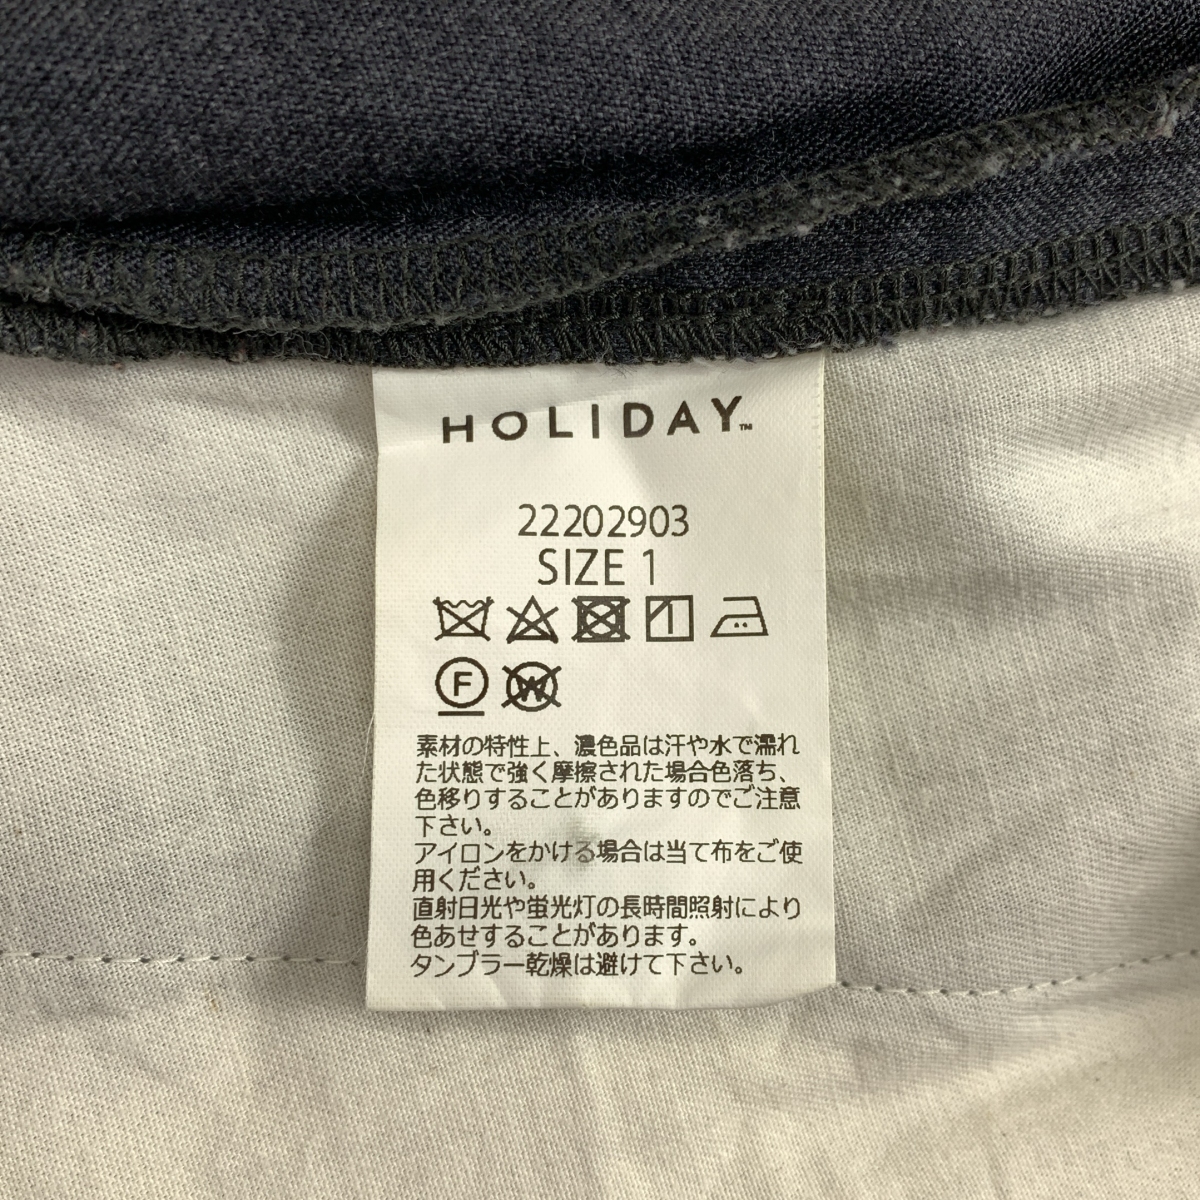 HOLIDAY™
22202903
SIZE 1
F W
素材の特性上、濃色品は汗や水で濡れ
た状態で強く摩擦された場合色落ち、
色移りすることがありますのでご注意
下さい。
アイロンをかける場合は当て布をご使
用ください。
直射日光や蛍光灯の長時間照射により
色あせすることがあります。
タンブラー乾燥は避けて下さい。